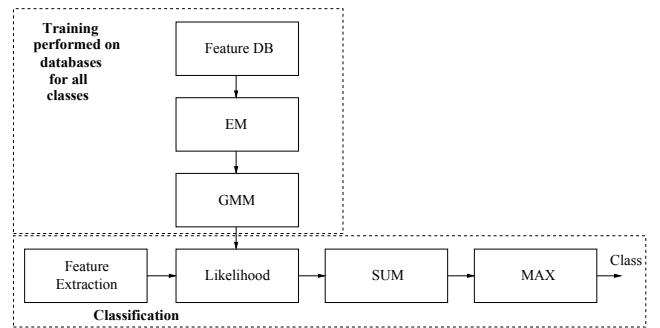 Training
performed on
databases
for all
classes
Feature DB
EM
GMM
Feature
Extraction
Likelihood
SUM
MAX
Class
Classification